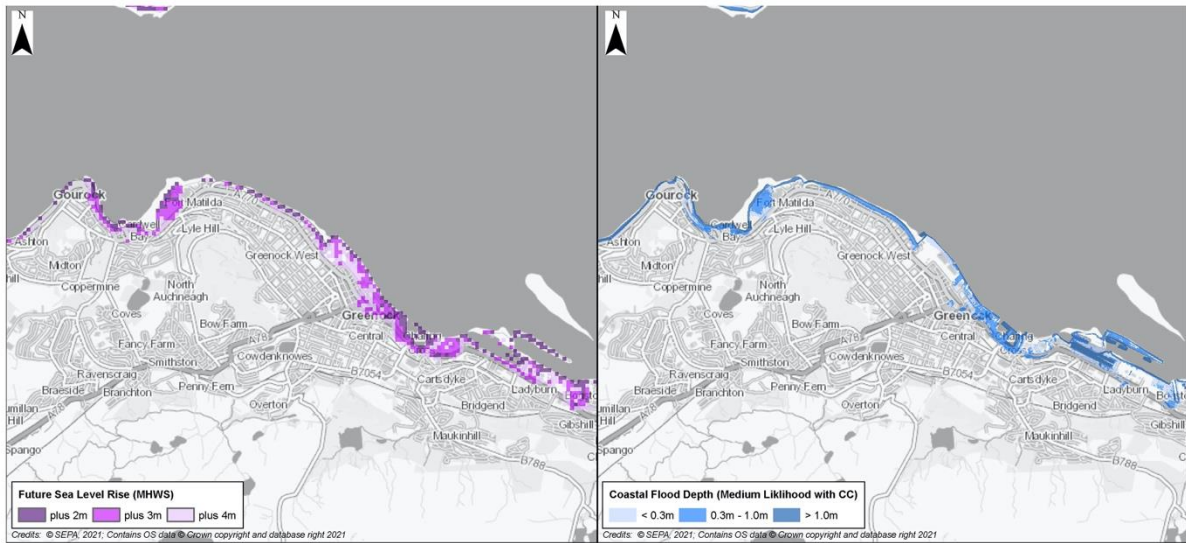 N
Gourock
Ashton
Midton
Coppermine
Cardwell
Bay
Fort Matilda
A770
Lyle Hill
Greenock West
North
Auchneagh
Coves
Bow Farm
Greenock
Central
Fancy Farm
A78
Cowdenknowes
Smithston
Ravenscraig
Penny Fern
B7054
Cartsdyke
Ladyburn
Braeside
Branchton
Overton
Bridgend
Gibshill
Hill
A78
Spango
Maukinhill
B788
Future Sea Level Rise (MHWS)
plus 2m plus 3m plus 4m
Credits: © SEPA, 2021; Contains OS data © Crown copyright and database right 2021
N
Gourock
Ashton
Midton
Coppermine
Cardwell
Bay
Fort Matilda
A770
Lyle Hill
Greenock West
North
Auchneagh
Coves
Bow Farm
Greenock
Central
Fancy Farm
A78
Cowdenknowes
Smithston
Ravenscraig
Penny Fern
B7054
Cartsdyke
Ladyburn
Braeside
Branchton
Overton
Bridgend
Gibshill
Hill
A78
Spango
Maukinhill
B788
Coastal Flood Depth (Medium Liklihood with CC)
< 0.3m 0.3m - 1.0m > 1.0m
Credits: © SEPA, 2021; Contains OS data © Crown copyright and database right 2021